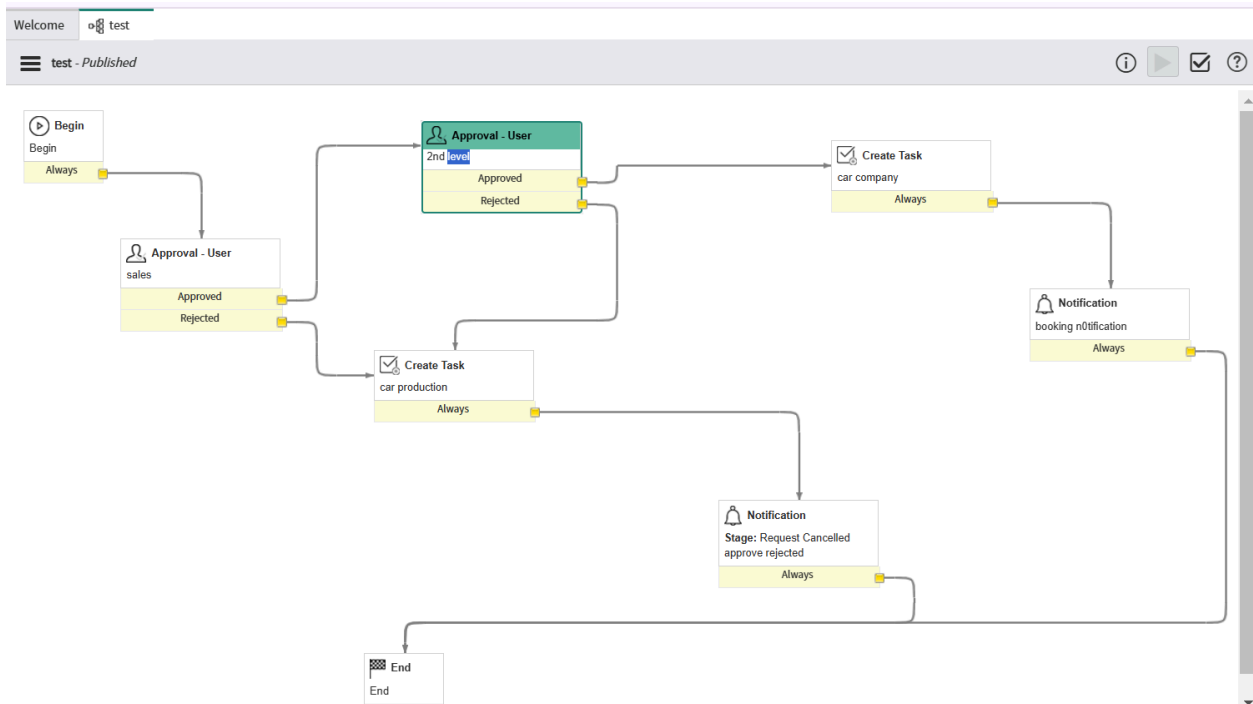 Welcome
test
test - Published
Begin
Begin
Always
Approval - User
2nd level
Approved
Rejected
Create Task
car company
Always
Approval - User
sales
Approved
Rejected
Notification
booking n0tification
Always
Create Task
car production
Always
Notification
Stage: Request Cancelled
approve rejected
Always
End
End